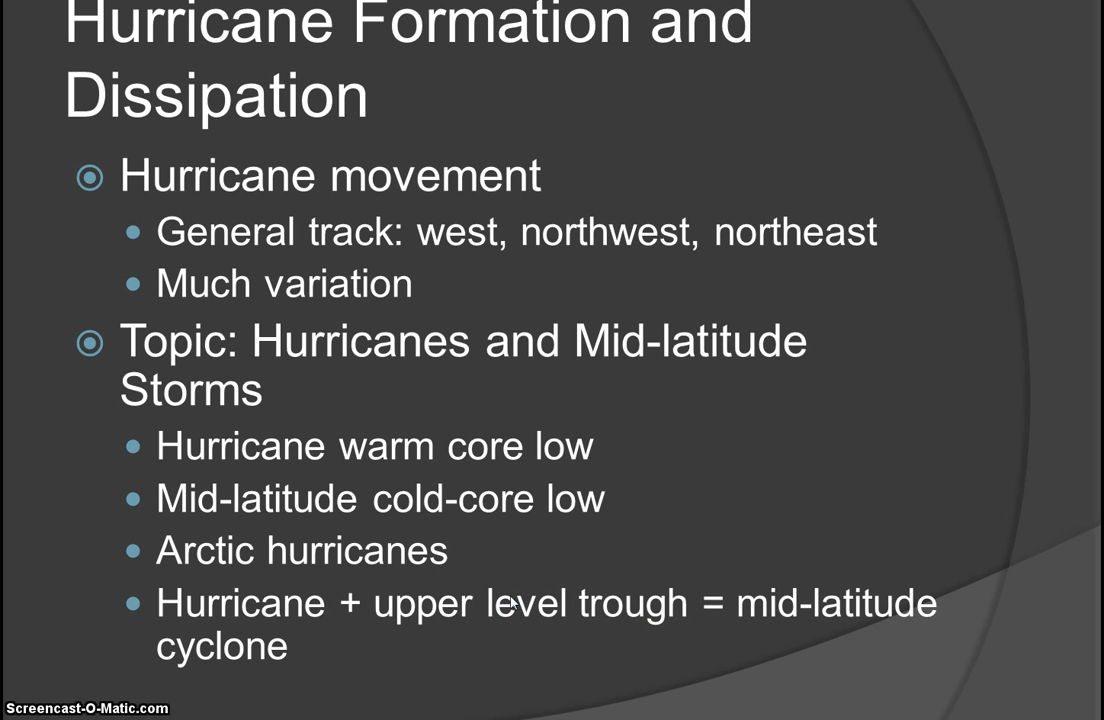 Hurricane Formation and
Dissipation
Hurricane movement
General track: west, northwest, northeast
Much variation
Topic: Hurricanes and Mid-latitude
Storms
Hurricane warm core low
Mid-latitude cold-core low
Arctic hurricanes
Hurricane + upper level trough = mid-latitude
cyclone
Screencast-O-Matic.com